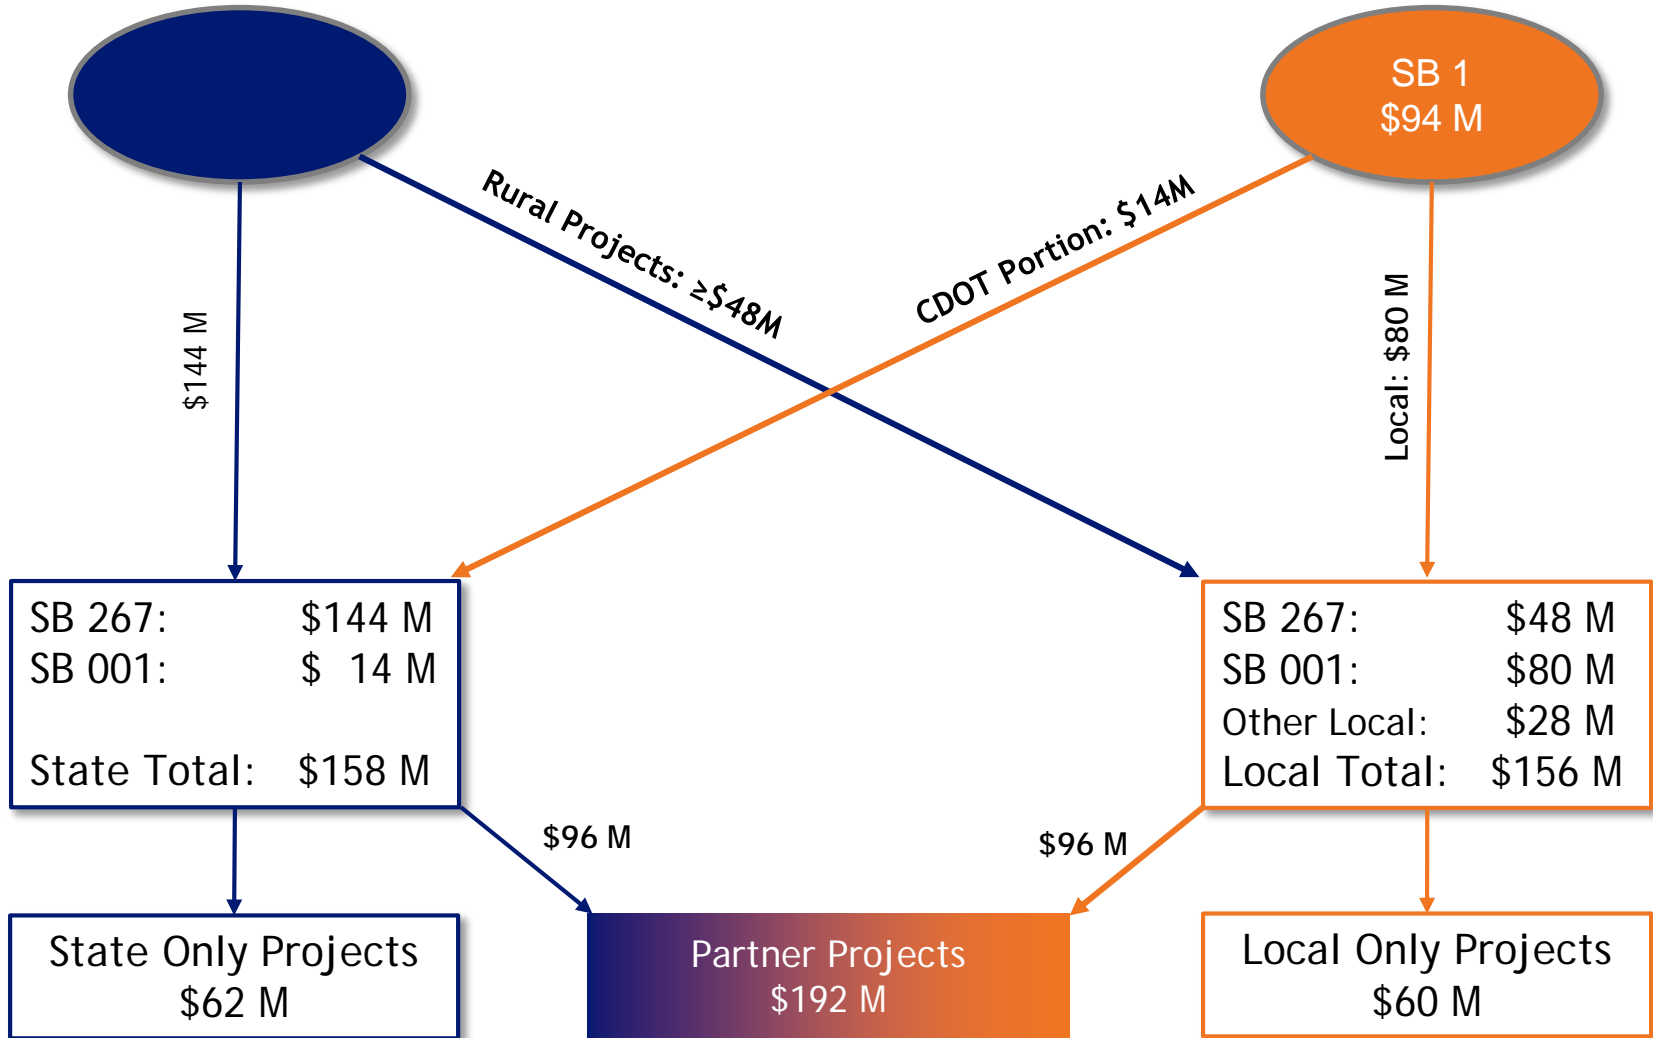 SB 1
$94 M
Rural Projects: ≥$48M
CDOT Portion: $14M
$144 M
Local: $80 M
SB 267: $144 M
SB 001: $ 14 M
State Total: $158 M
SB 267: $48 M
SB 001: $80 M
Other Local: $28 M
Local Total: $156 M
$96 M
$96 M
State Only Projects
$62 M
Partner Projects
$192 M
Local Only Projects
$60 M